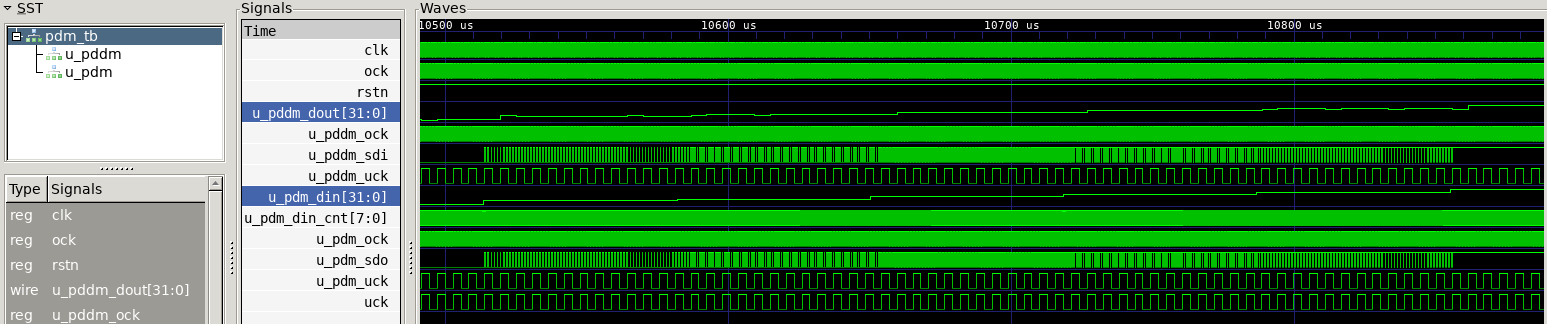 SST
pdm_tb
u_pddm
u_pdm
Type Signals
reg clk
reg ock
reg rstn
wire u_pddm_dout[31:0]
reg u_pddm_ock
Signals
Time
clk
ock
rstn
u_pddm_dout[31:0]
u_pddm_ock
u_pddm_sdi
u_pddm_uck
u_pdm_din[31:0]
u_pdm_din_cnt[7:0]
u_pdm_ock
u_pdm_sdo
u_pdm_uck
uck
Waves
10500 us 10600 us 10700 us 10800 us